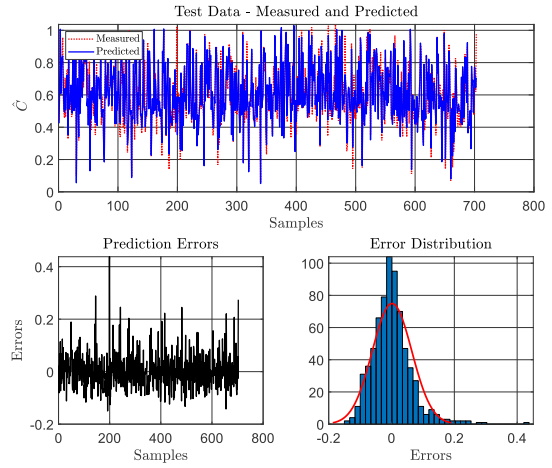 Test Data - Measured and Predicted
1
0.8
0.6
0.4
0.2
0
Ĉ
Measured
Predicted
0 100 200 300 400 500 600 700 800
Samples
Prediction Errors
0.4
0.2
0
-0.2
Errors
0 200 400 600 800
Samples
Error Distribution
100
80
60
40
20
0
-0.2 0 0.2 0.4
Errors